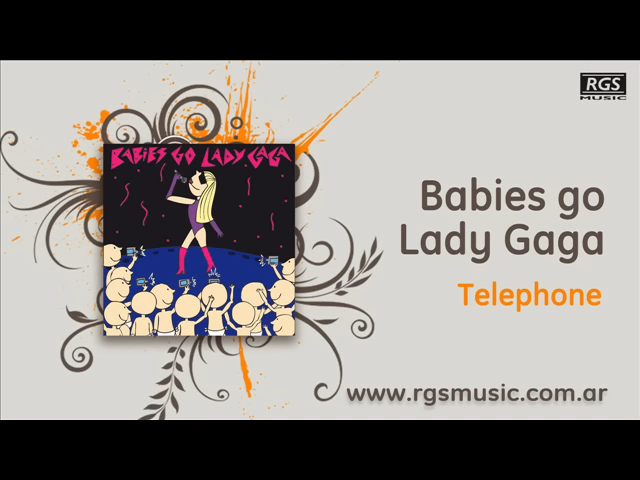 RGS
MUSIC
BABIES GO LADY GAGA
Babies go
Lady Gaga
Telephone
www.rgsmusic.com.ar